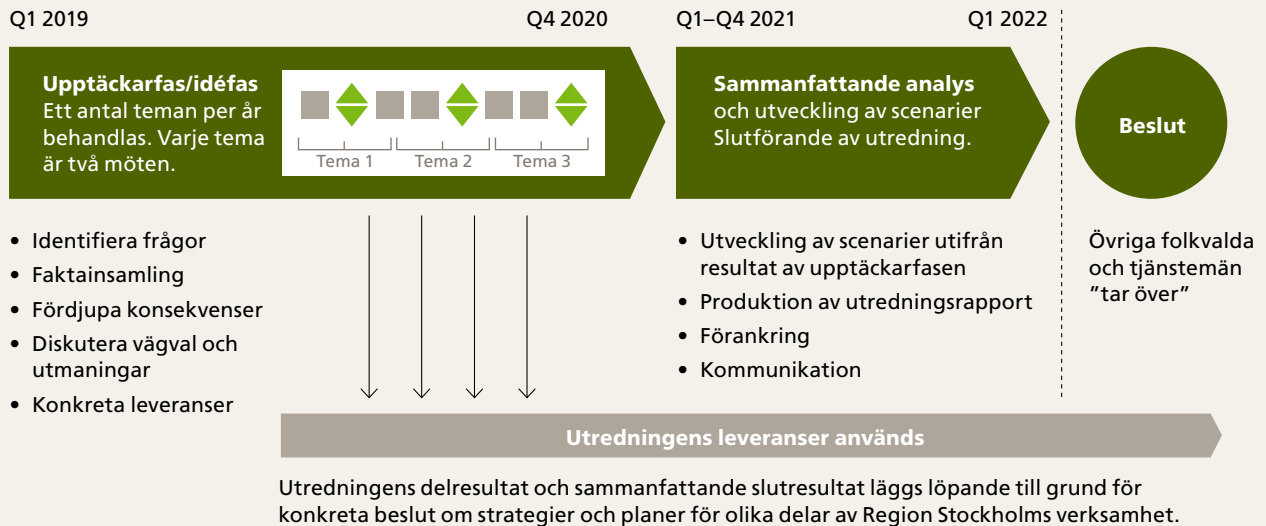 Q1 2019
Q4 2020
Q1–Q4 2021
Q1 2022
Upptäckarfas/idéfas
Ett antal teman per år
behandlas. Varje tema
är två möten.
Tema 1
Tema 2
Tema 3
Sammanfattande analys
och utveckling av scenarier
Slutförande av utredning.
Beslut
• Identifiera frågor
• Faktainsamling
• Fördjupa konsekvenser
• Diskutera vägval och
utmaningar
• Konkreta leveranser
• Utveckling av scenarier utifrån
resultat av upptäckarfasen
• Produktion av utredningsrapport
• Förankring
• Kommunikation
Övriga folkvalda
och tjänstemän
”tar över”
Utredningens leveranser används
Utredningens delresultat och sammanfattande slutresultat läggs löpande till grund för
konkreta beslut om strategier och planer för olika delar av Region Stockholms verksamhet.